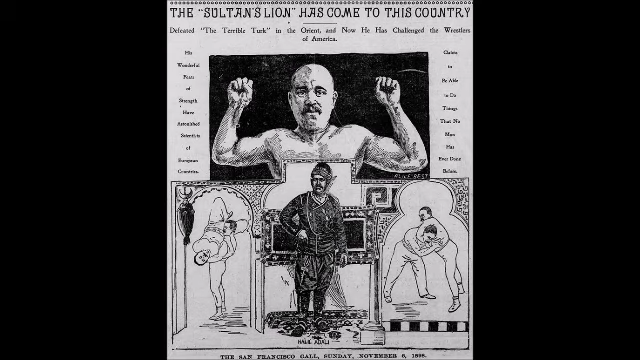 THE "SULTAN'S LION" HAS COME TO THIS COUNTRY
Defeated "The Terrible Turk" in the Orient, and Now He Has Challenged the Wrestlers
of America.
His
Wonderful
Feats
of
Strength
Have
Astonished
Scientists
of
European
Countries.
Claims
to
Be Able
to Do
Things
That No
Man
Has
Ever Done
Before.
ALICE BEST
HALIL ADALI
THE SAN FRANCISCO CALL, SUNDAY, NOVEMBER 6, 1898.